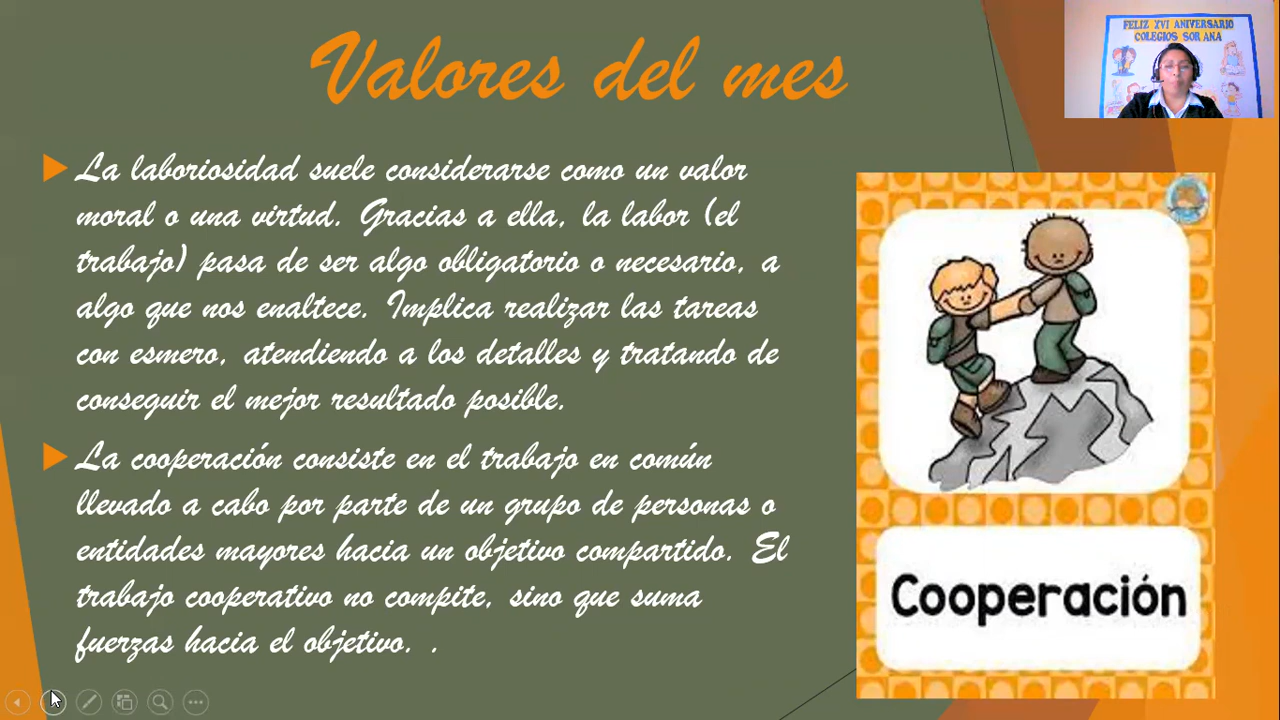 Valores del mes
FELIZ XVI ANIVERSARIO
COLEGIOS SOR ANA
La laboriosidad suele considerarse como un valor
moral o una virtud. Gracias a ella, la labor (el
trabajo) pasa de ser algo obligatorio o necesario, a
algo que nos enaltece. Implica realizar las tareas
con esmero, atendiendo a los detalles y tratando de
conseguir el mejor resultado posible.
La cooperación consiste en el trabajo en común
llevado a cabo por parte de un grupo de personas o
entidades mayores hacia un objetivo compartido. El
trabajo cooperativo no compite, sino que suma
fuerzas hacia el objetivo. .
Cooperación